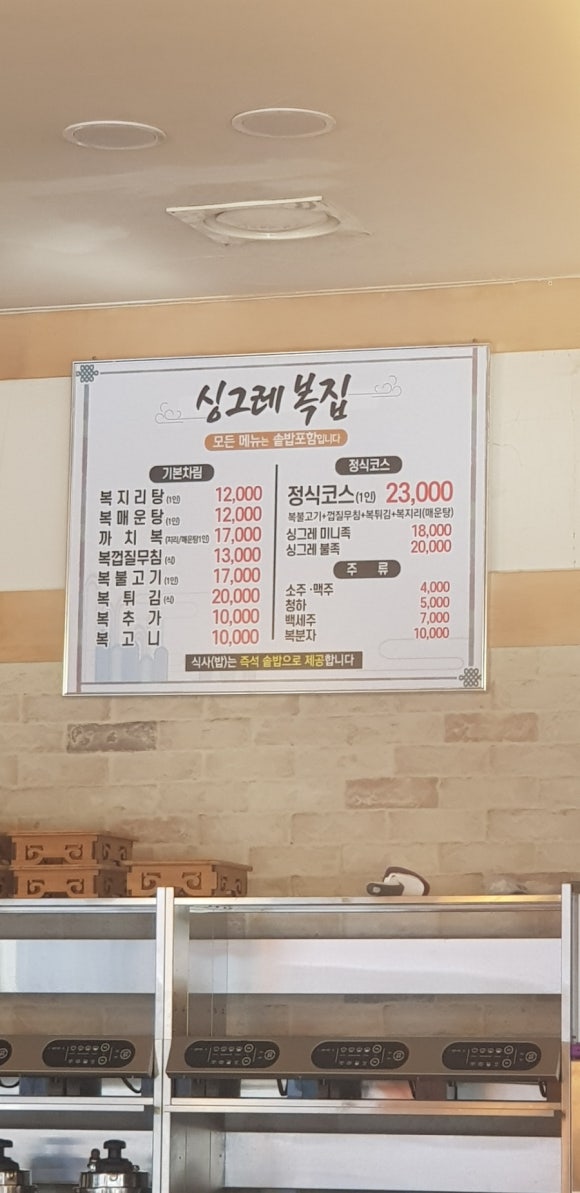 싱그레 복집
모든 메뉴는 솥밥포함입니다
기본차림
복지리탕(1인) 12,000
복매운탕(1인) 12,000
까치복(지리/매운탕1인) 17,000
복껍질무침(식) 13,000
복불고기(1인) 17,000
복튀김(식) 20,000
복추가 10,000
복고니 10,000
정식코스
정식코스(1인) 23,000
복불고기+껍질무침+복튀김+복지리(매운탕)
싱그레 미니족 18,000
싱그레 불족 20,000
주 류
소주·맥주 4,000
청하 5,000
백세주 7,000
복분자 10,000
식사(밥)는 즉석 솥밥으로 제공합니다